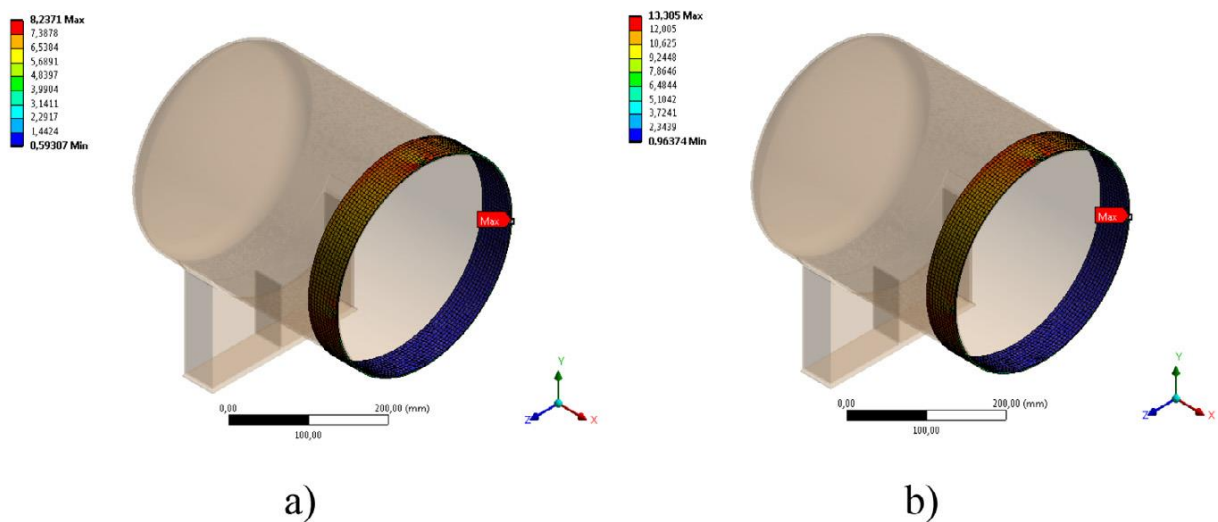 8,2371 Max
7,3878
6,5384
5,6891
4,8397
3,9904
3,1411
2,2917
1,4424
0,59307 Min
Max
0,00
200,00 (mm)
100,00
Y
Z
X
a)
13,305 Max
12,005
10,625
9,2448
7,8646
6,4844
5,1042
3,7241
2,3439
0,96374 Min
Max
0,00
200,00 (mm)
100,00
Y
Z
X
b)